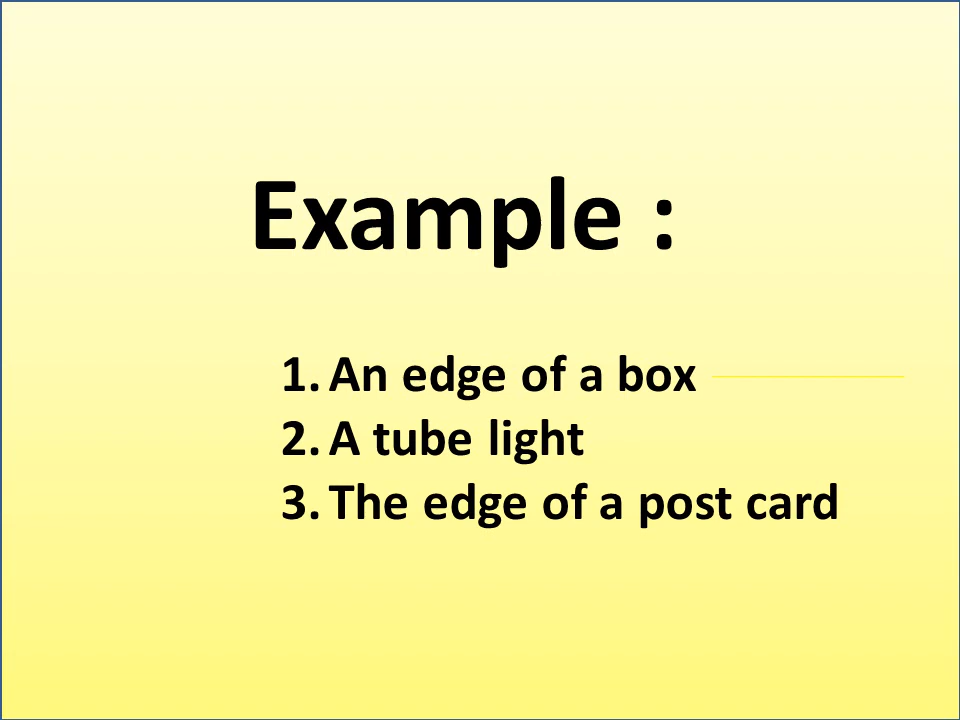 Example :
1. An edge of a box
2. A tube light
3. The edge of a post card